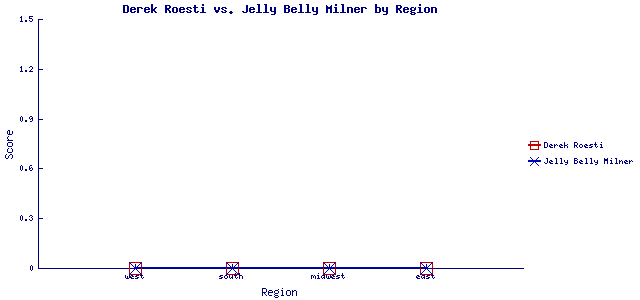 Derek Roesti vs. Jelly Belly Milner by Region
1.5
1.2
0.9
0.6
0.3
0
Score
west south midwest east
Region
Derek Roesti
Jelly Belly Milner